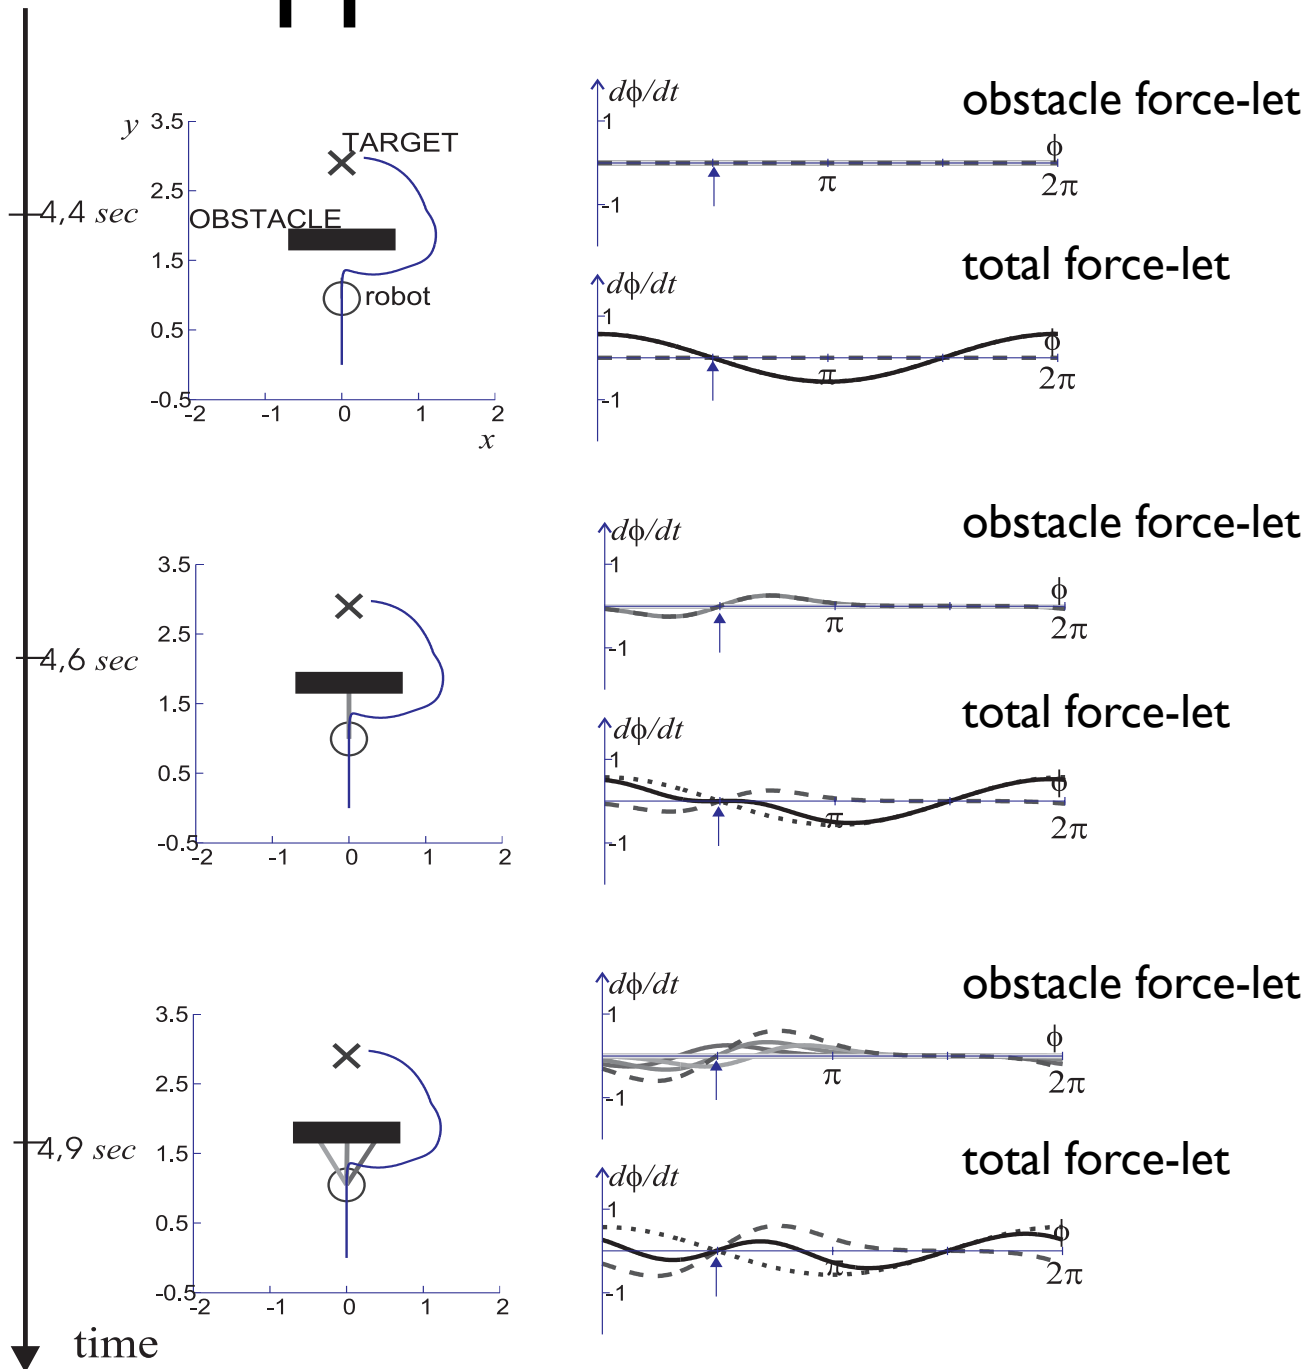 obstacle force-let
dϕ/dt
y 3.5
1
TARGET
ϕ
2.5
π
2π
4,4 sec
OBSTACLE
-1
1.5
total force-let
dϕ/dt
robot
0.5
1
ϕ
π
2π
-0.5
-2 -1 0 1 2
-1
x
obstacle force-let
dϕ/dt
3.5
1
ϕ
2.5
π
2π
4,6 sec
-1
1.5
total force-let
dϕ/dt
0.5
1
ϕ
π
2π
-0.5
-2 -1 0 1 2
-1
obstacle force-let
dϕ/dt
3.5
1
ϕ
2.5
π
2π
-1
4,9 sec
1.5
total force-let
dϕ/dt
0.5
1
ϕ
π
2π
-0.5
-2 -1 0 1 2
-1
time